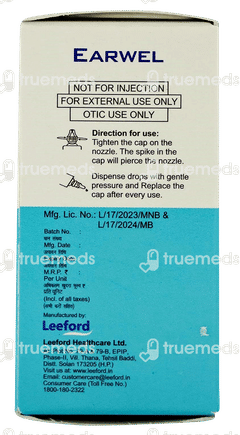 EARWEL
NOT FOR INJECTION
FOR EXTERNAL USE ONLY
OTIC USE ONLY
Direction for use:
Tighten the cap on the
nozzle. The spike in the
cap will pierce the nozzle.
Dispense drops with gentle
pressure and Replace the
cap after every use.
Mfg. Lic. No.: L/17/2023/MNB &
L/17/2024/MB
Batch No.
Mfg. Date
M.R.P. ₹
Per Unit
(Incl. of all taxes)
Manufactured by:
Leeford
Leeford Healthcare Ltd.
79-B, EPIP,
Phase-II, Vill. Thana, Tehsil Baddi,
Distt. Solan 173205 (H.P.)
Visit us at: www.leeford.in
Email: customercare@leeford.in
Consumer Care (Toll Free No.)
1800-180-2322
truemeds